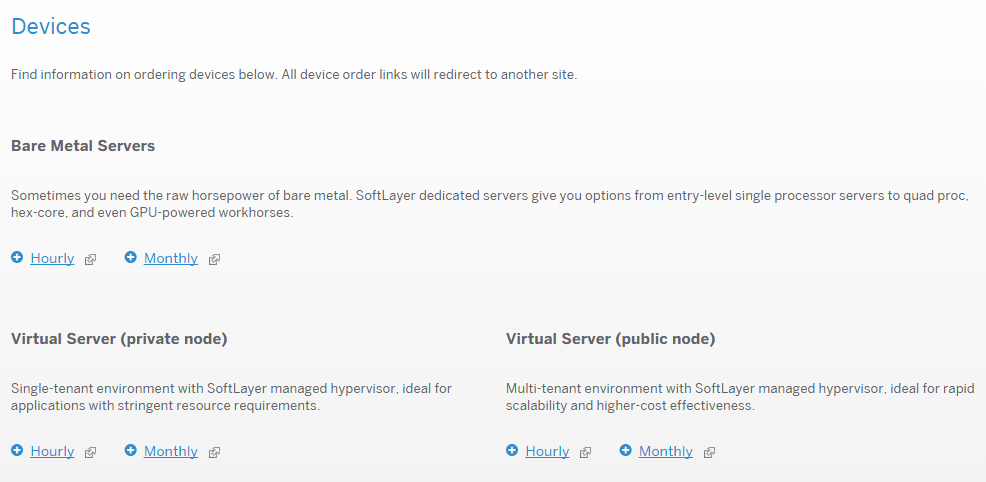 Devices
Find information on ordering devices below. All device order links will redirect to another site.
Bare Metal Servers
Sometimes you need the raw horsepower of bare metal. SoftLayer dedicated servers give you options from entry-level single processor servers to quad proc,
hex-core, and even GPU-powered workhorses.
Hourly Monthly
Virtual Server (private node)
Single-tenant environment with SoftLayer managed hypervisor, ideal for
applications with stringent resource requirements.
Hourly Monthly
Virtual Server (public node)
Multi-tenant environment with SoftLayer managed hypervisor, ideal for rapid
scalability and higher-cost effectiveness.
Hourly Monthly